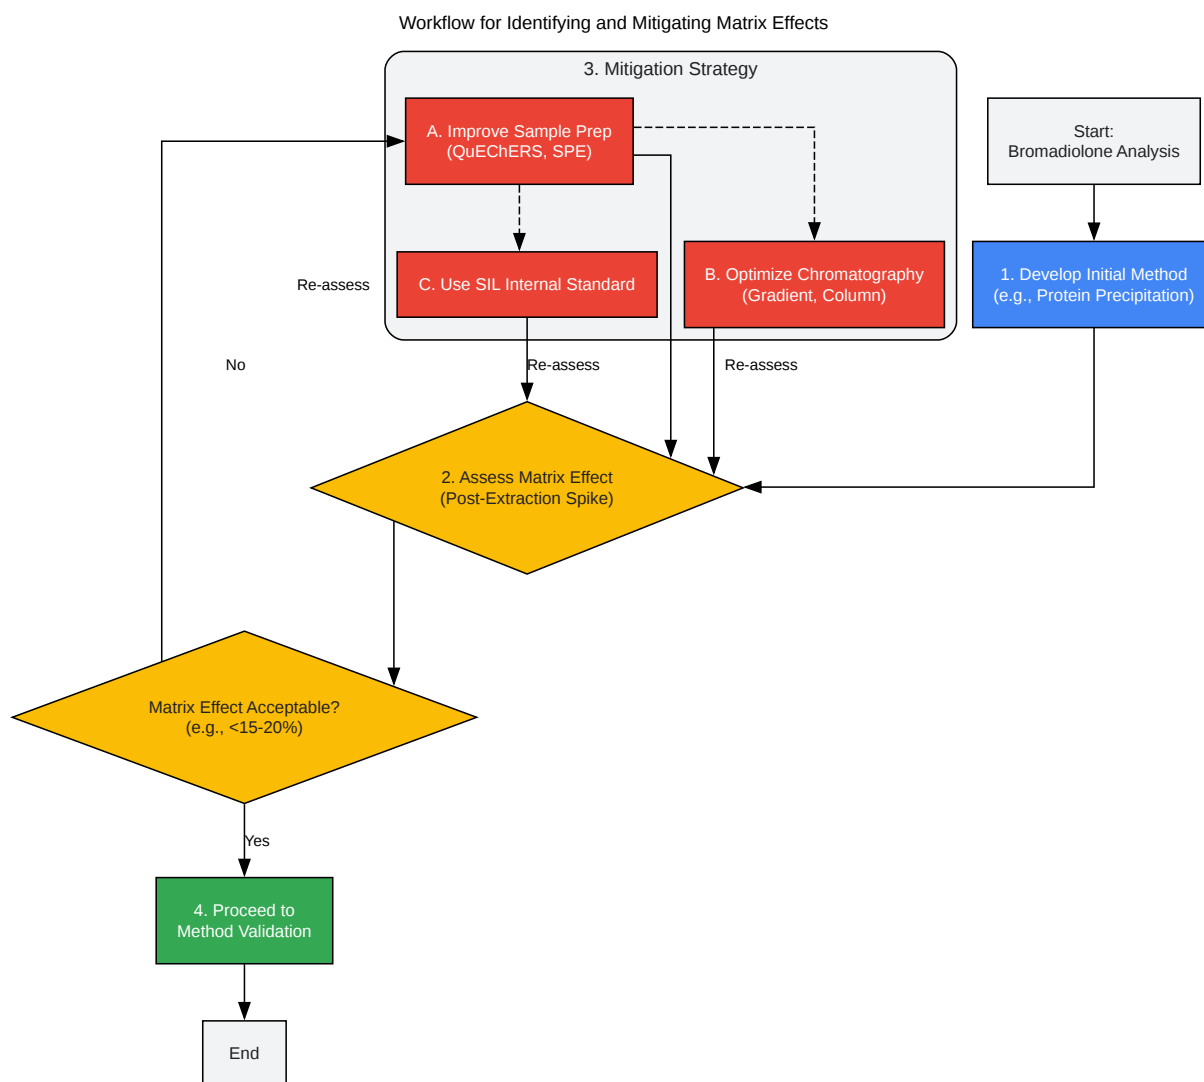 Workflow for Identifying and Mitigating Matrix Effects
3. Mitigation Strategy
A. Improve Sample Prep
(QuEChERS, SPE)
Start:
Bromadiolone Analysis
C. Use SIL Internal Standard
B. Optimize Chromatography
(Gradient, Column)
1. Develop Initial Method
(e.g., Protein Precipitation)
Re-assess
No
Re-assess
Re-assess
2. Assess Matrix Effect
(Post-Extraction Spike)
Matrix Effect Acceptable?
(e.g., <15-20%)
Yes
4. Proceed to
Method Validation
End